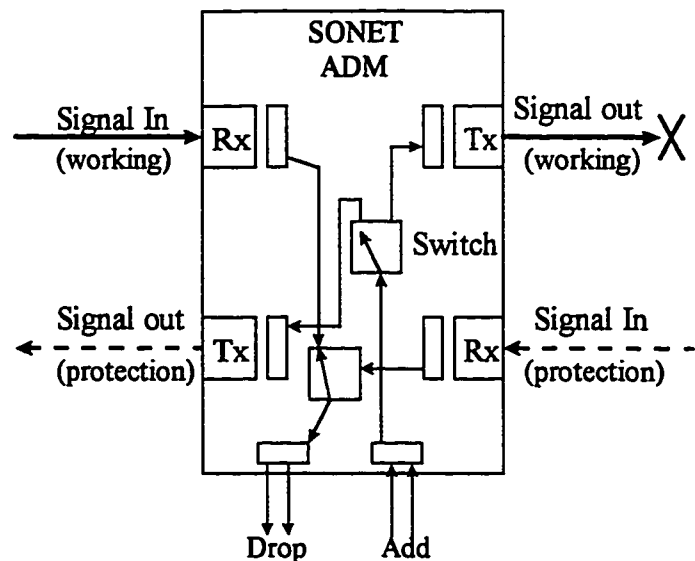 SONET
ADM
Signal In
(working)
Rx
Tx
Signal out
(working)
Switch
Signal out
(protection)
Tx
Rx
Signal In
(protection)
Drop
Add